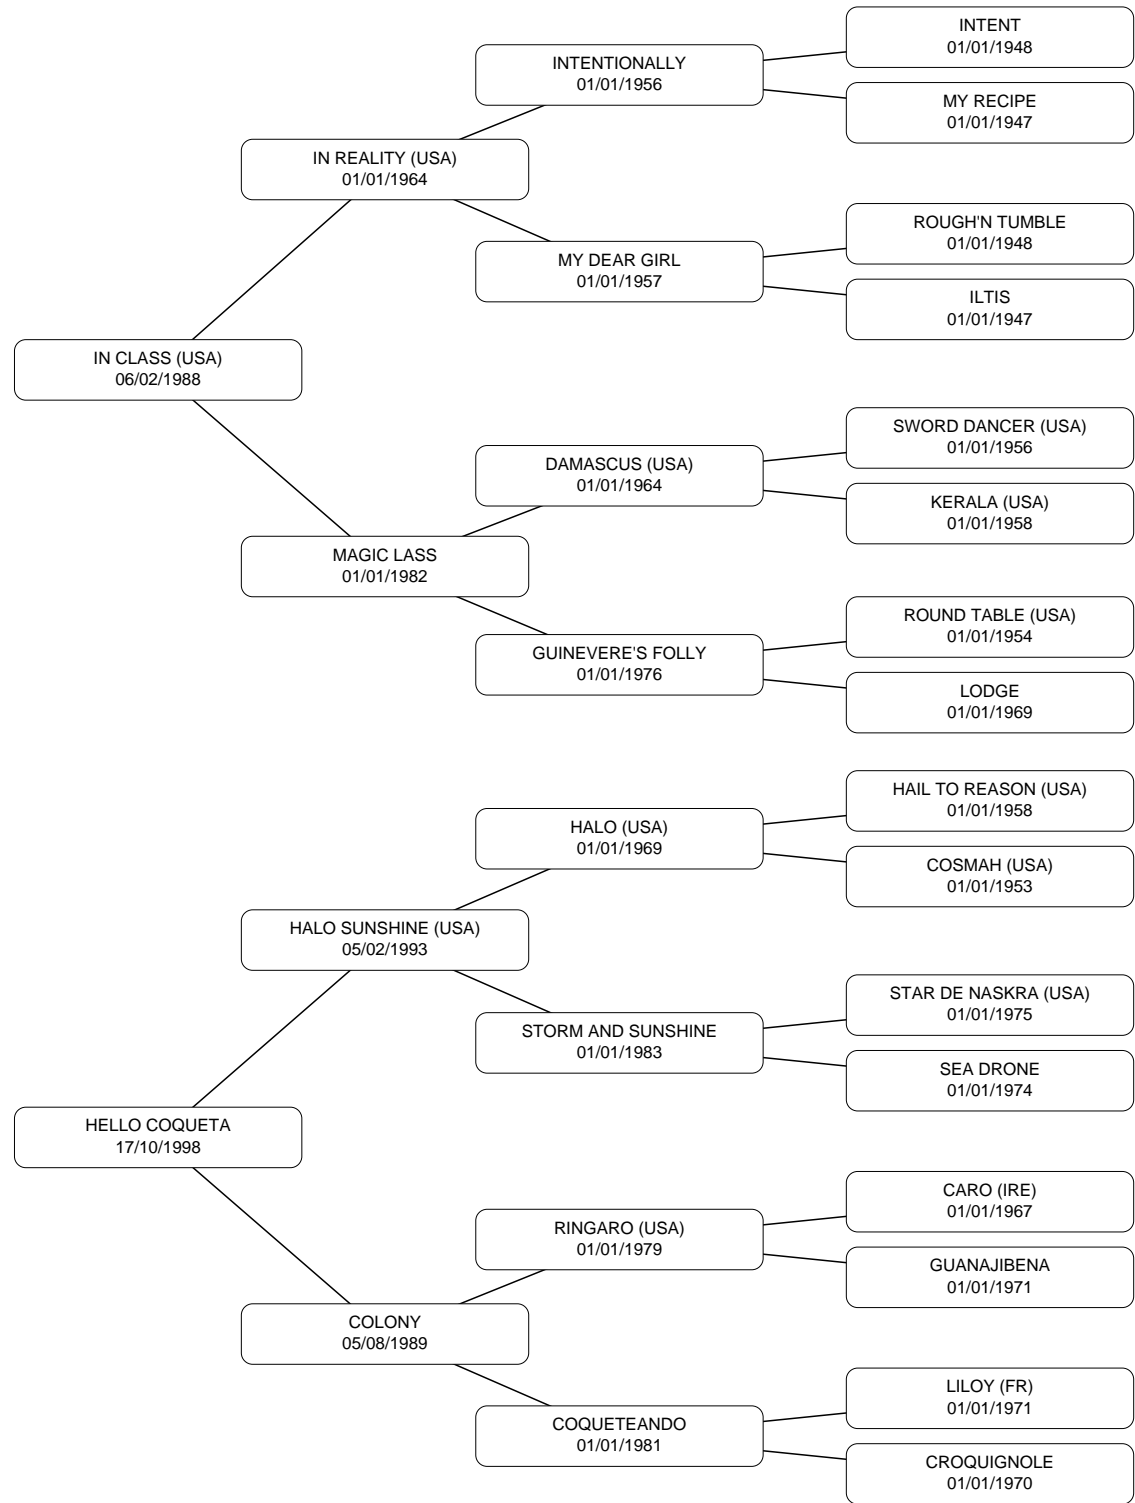 INTENT
01/01/1948
INTENTIONALLY
01/01/1956
MY RECIPE
01/01/1947
IN REALITY (USA)
01/01/1964
ROUGH'N TUMBLE
01/01/1948
MY DEAR GIRL
01/01/1957
ILTIS
01/01/1947
IN CLASS (USA)
06/02/1988
SWORD DANCER (USA)
01/01/1956
DAMASCUS (USA)
01/01/1964
KERALA (USA)
01/01/1958
MAGIC LASS
01/01/1982
ROUND TABLE (USA)
01/01/1954
GUINEVERE'S FOLLY
01/01/1976
LODGE
01/01/1969
HAIL TO REASON (USA)
01/01/1958
HALO (USA)
01/01/1969
COSMAH (USA)
01/01/1953
HALO SUNSHINE (USA)
05/02/1993
STAR DE NASKRA (USA)
01/01/1975
STORM AND SUNSHINE
01/01/1983
SEA DRONE
01/01/1974
HELLO COQUETA
17/10/1998
CARO (IRE)
01/01/1967
RINGARO (USA)
01/01/1979
GUANAJIBENA
01/01/1971
COLONY
05/08/1989
LILOY (FR)
01/01/1971
COQUETEANDO
01/01/1981
CROQUIGNOLE
01/01/1970